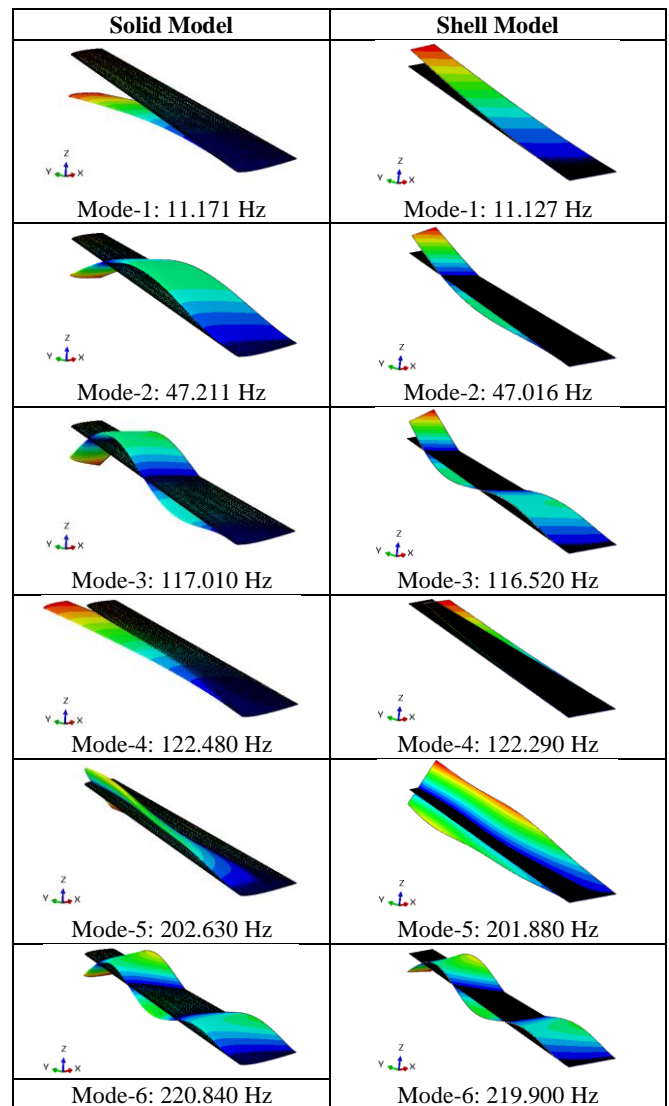 Solid Model
Shell Model
Z
Y
X
Z
Y
X
Mode-1: 11.171 Hz
Mode-1: 11.127 Hz
Z
Y
X
Z
Y
X
Mode-2: 47.211 Hz
Mode-2: 47.016 Hz
Z
Y
X
Z
Y
X
Mode-3: 117.010 Hz
Mode-3: 116.520 Hz
Z
Y
X
Z
Y
X
Mode-4: 122.480 Hz
Mode-4: 122.290 Hz
Z
Y
X
Z
Y
X
Mode-5: 202.630 Hz
Mode-5: 201.880 Hz
Z
Y
X
Z
Y
X
Mode-6: 220.840 Hz
Mode-6: 219.900 Hz